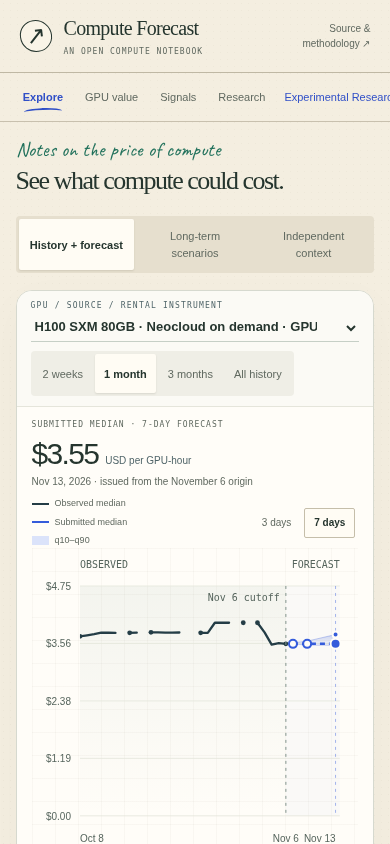 Compute Forecast
AN OPEN COMPUTE NOTEBOOK
Source &
methodology ↗
Explore GPU value Signals Research Experimental Researc
Notes on the price of compute
See what compute could cost.
History + forecast
Long-term
scenarios
Independent
context
GPU / SOURCE / RENTAL INSTRUMENT
H100 SXM 80GB · Neocloud on demand · GPU
2 weeks 1 month 3 months All history
SUBMITTED MEDIAN · 7-DAY FORECAST
$3.55 USD per GPU-hour
Nov 13, 2026 · issued from the November 6 origin
Observed median
Submitted median
q10–q90
3 days 7 days
OBSERVED FORECAST
$4.75
Nov 6 cutoff
$3.56
$2.38
$1.19
$0.00
Oct 8 Nov 6 Nov 13